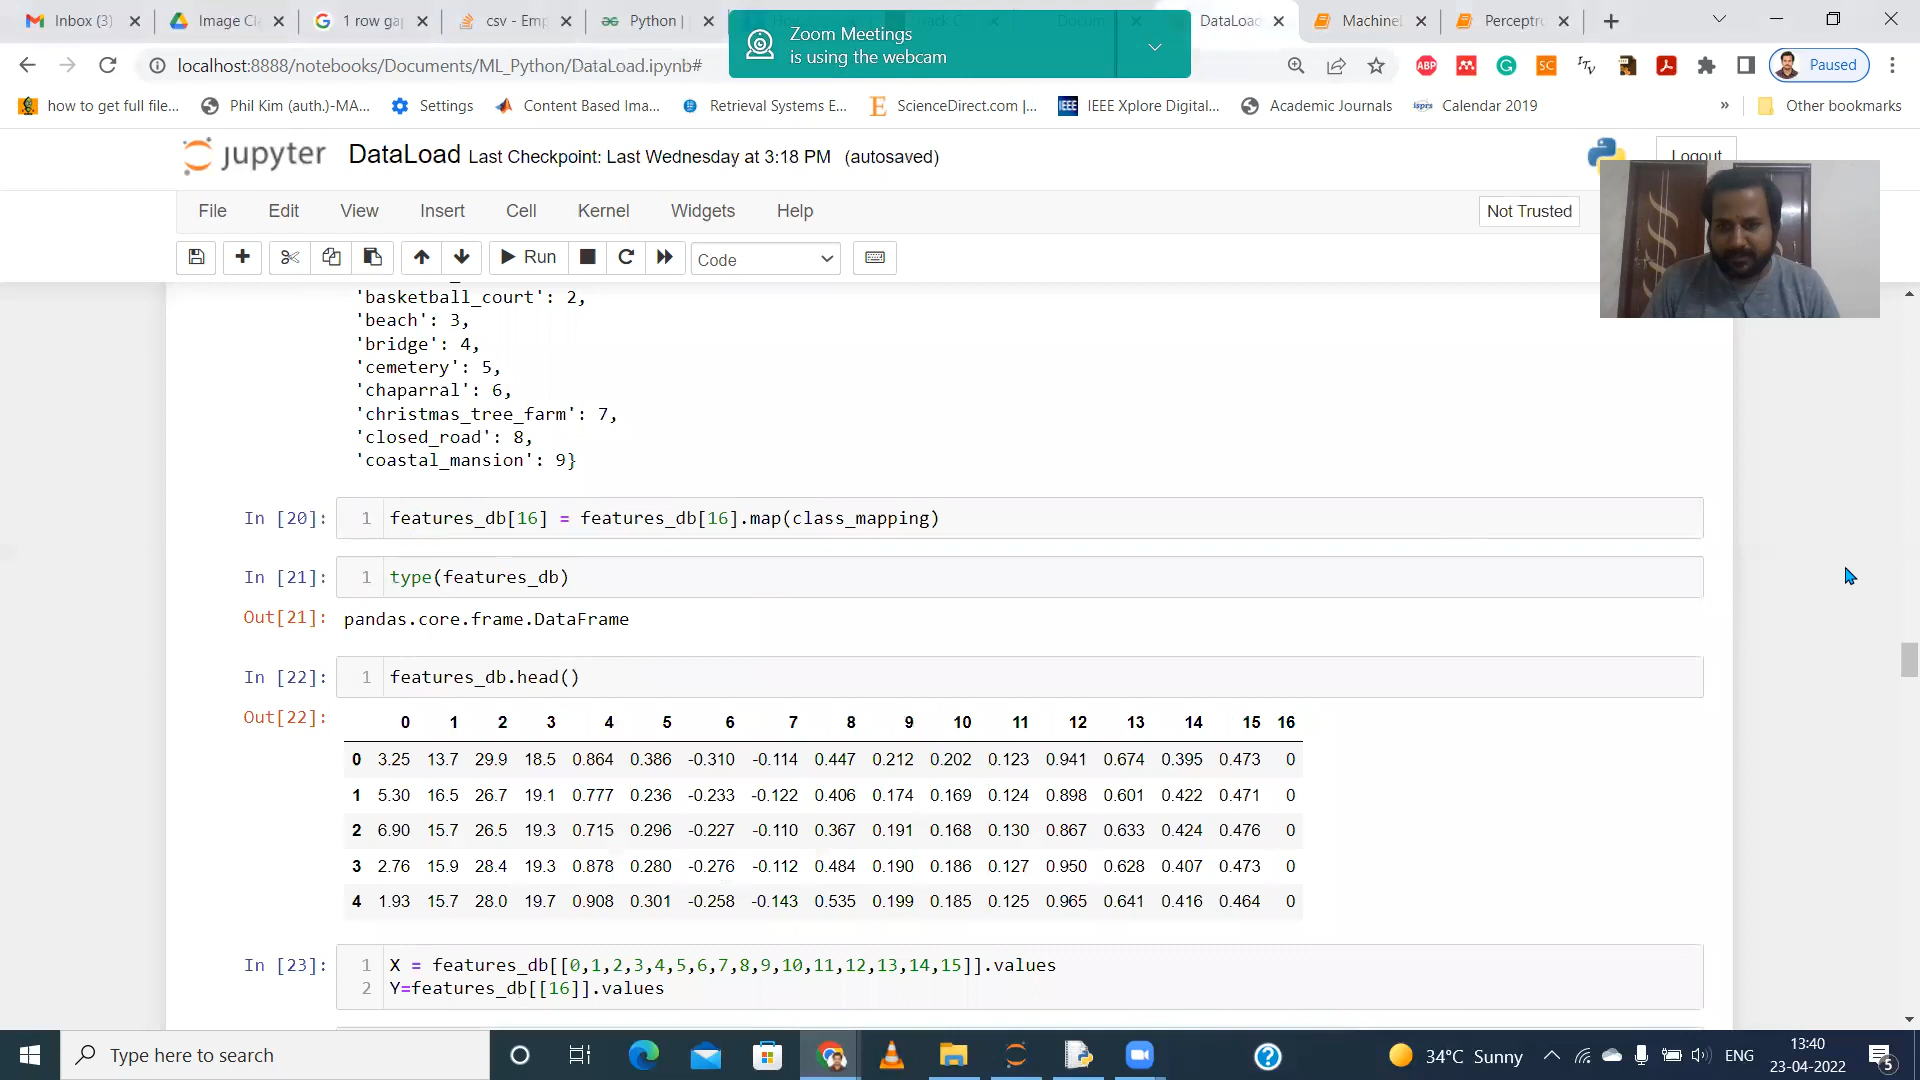 Inbox (3)
Image Cl
1 row ga
csv - Em
Python |
DataLoad
Machine
Perceptr
Zoom Meetings
is using the webcam
localhost:8888/notebooks/Documents/ML_Python/DataLoad.ipynb#
Paused
how to get full file...
Phil Kim (auth.)-MA...
Settings
Content Based Ima...
Retrieval Systems E...
ScienceDirect.com |...
IEEE Xplore Digital...
Academic Journals
Calendar 2019
»
Other bookmarks
jupyter DataLoad Last Checkpoint: Last Wednesday at 3:18 PM (autosaved)
Logout
File Edit View Insert Cell Kernel Widgets Help
Not Trusted
Run
Code
'basketball_court': 2,
'beach': 3,
'bridge': 4,
'cemetery': 5,
'chaparral': 6,
'christmas_tree_farm': 7,
'closed_road': 8,
'coastal_mansion': 9}
In [20]: 1 features_db[16] = features_db[16].map(class_mapping)
In [21]: 1 type(features_db)
Out[21]: pandas.core.frame.DataFrame
In [22]: 1 features_db.head()
Out[22]: 0 1 2 3 4 5 6 7 8 9 10 11 12 13 14 15 16
0 3.25 13.7 29.9 18.5 0.864 0.386 -0.310 -0.114 0.447 0.212 0.202 0.123 0.941 0.674 0.395 0.473 0
1 5.30 16.5 26.7 19.1 0.777 0.236 -0.233 -0.122 0.406 0.174 0.169 0.124 0.898 0.601 0.422 0.471 0
2 6.90 15.7 26.5 19.3 0.715 0.296 -0.227 -0.110 0.367 0.191 0.168 0.130 0.867 0.633 0.424 0.476 0
3 2.76 15.9 28.4 19.3 0.878 0.280 -0.276 -0.112 0.484 0.190 0.186 0.127 0.950 0.628 0.407 0.473 0
4 1.93 15.7 28.0 19.7 0.908 0.301 -0.258 -0.143 0.535 0.199 0.185 0.125 0.965 0.641 0.416 0.464 0
In [23]: 1 X = features_db[[0,1,2,3,4,5,6,7,8,9,10,11,12,13,14,15]].values
2 Y=features_db[[16]].values
Type here to search
34°C Sunny
ENG
13:40
23-04-2022
5